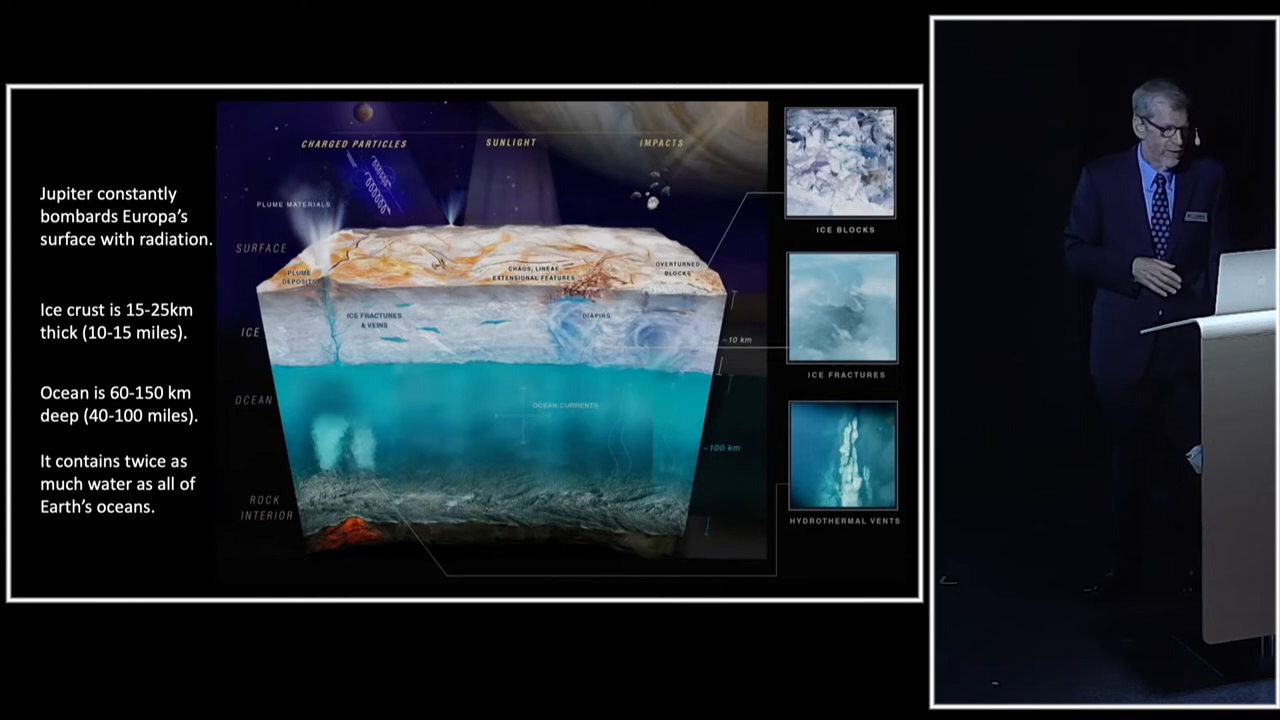 Jupiter constantly
bombards Europa's
surface with radiation.
Ice crust is 15-25km
thick (10-15 miles).
Ocean is 60-150 km
deep (40-100 miles).
It contains twice as
much water as all of
Earth's oceans.
CHARGED PARTICLES
SUNLIGHT
IMPACTS
PLUME MATERIALS
SURFACE
PLUME
DEPOSITS
CHAOS, LINEAE
EXTENSIONAL FEATURES
OVERTURNED
BLOCKS
ICE
ICE FRACTURES
& VEINS
DIAPIRS
~10 km
OCEAN
OCEAN CURRENTS
~100 km
ROCK
INTERIOR
ICE BLOCKS
ICE FRACTURES
HYDROTHERMAL VENTS